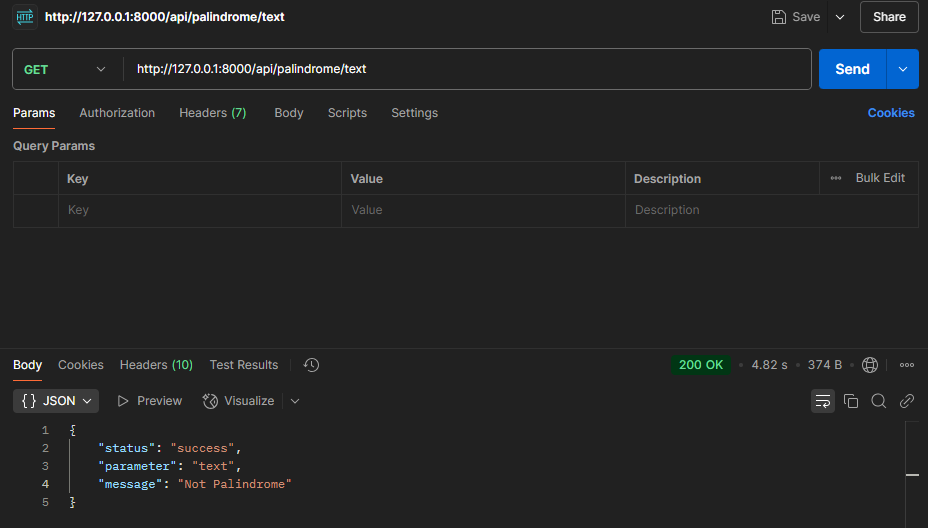 HTTP http://127.0.0.1:8000/api/palindrome/text Save Share
GET http://127.0.0.1:8000/api/palindrome/text Send
Params Authorization Headers (7) Body Scripts Settings Cookies
Query Params
Key Value Description Bulk Edit
Key Value Description
Body Cookies Headers (10) Test Results 200 OK • 4.82 s • 374 B
{} JSON Preview Visualize
1 {
2 "status": "success",
3 "parameter": "text",
4 "message": "Not Palindrome"
5 }